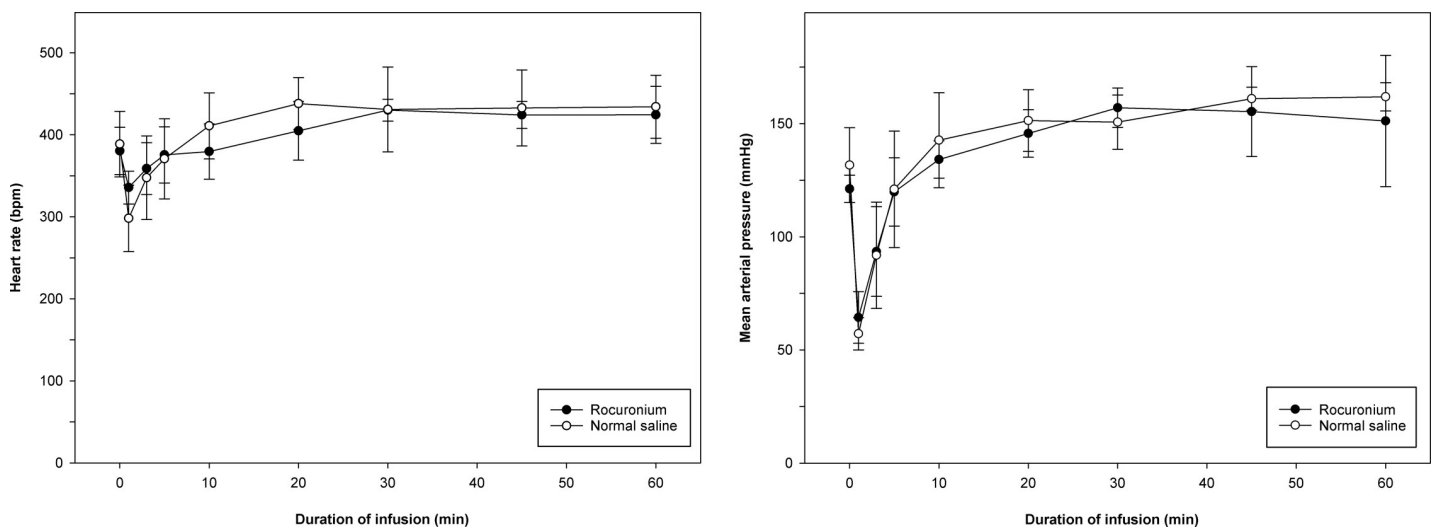 Heart rate (bpm)
500
400
300
200
100
0
0 10 20 30 40 50 60
Duration of infusion (min)
Rocuronium
Normal saline
Mean arterial pressure (mmHg)
150
100
50
0
0 10 20 30 40 50 60
Duration of infusion (min)
Rocuronium
Normal saline